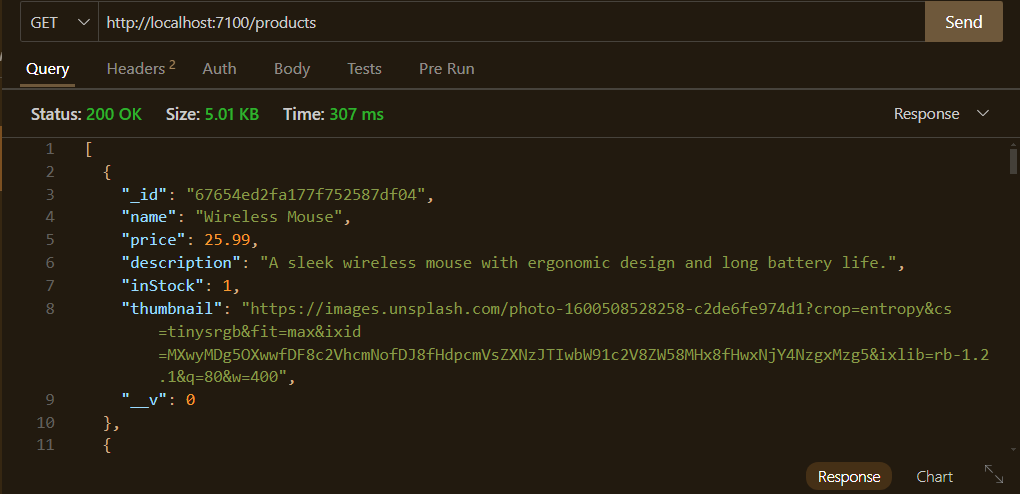 GET http://localhost:7100/products Send
Query Headers 2 Auth Body Tests Pre Run
Status: 200 OK Size: 5.01 KB Time: 307 ms Response
1 [
2 {
3 "_id": "67654ed2fa177f752587df04",
4 "name": "Wireless Mouse",
5 "price": 25.99,
6 "description": "A sleek wireless mouse with ergonomic design and long battery life.",
7 "inStock": 1,
8 "thumbnail": "https://images.unsplash.com/photo-1600508528258-c2de6fe974d1?crop=entropy&cs
=tinysrgb&fit=max&ixid
=MXwyMDg5OXwwfDF8c2VhcmNofDJ8fHdpcmVsZXNzJTIwbW91c2V8ZW58MHx8fHwxNjY4NzgxMzg5&ixlib=rb-1.2
.1&q=80&w=400",
9 "__v": 0
10 },
11 {
Response Chart